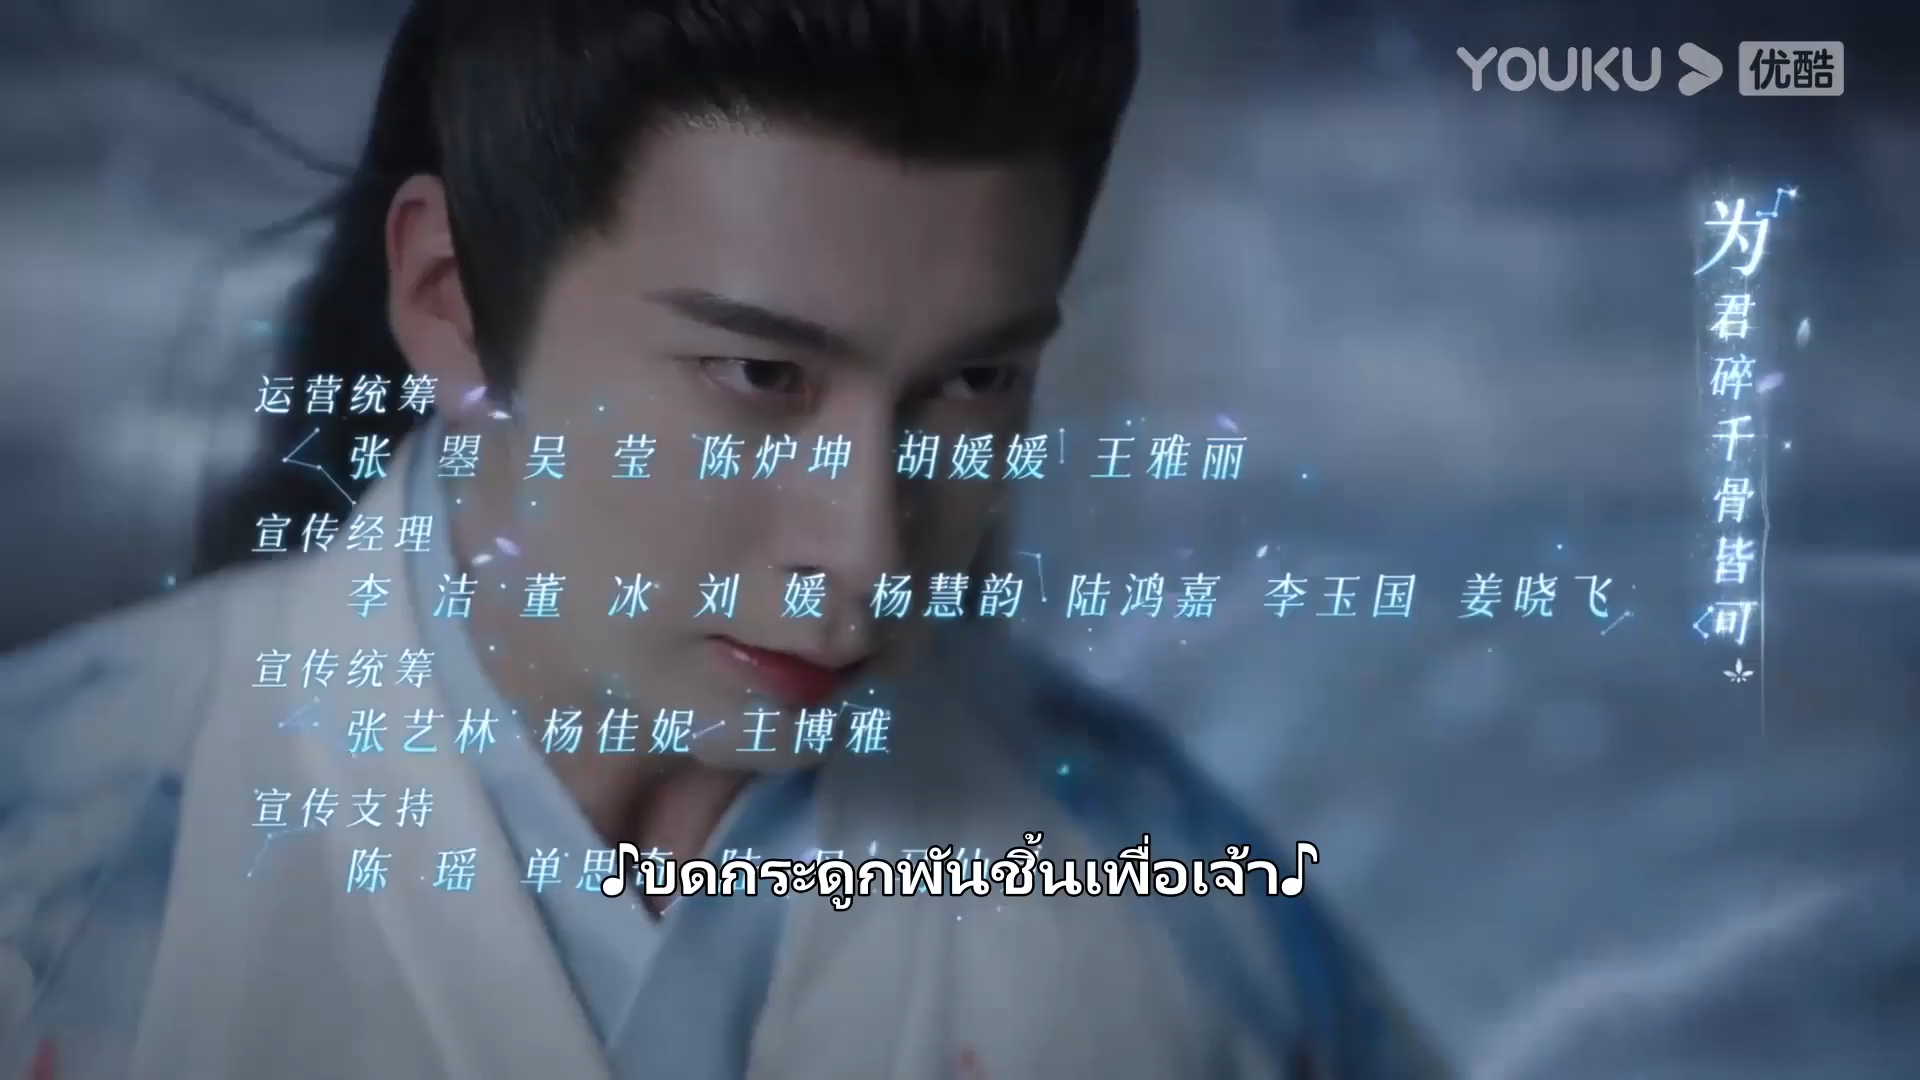 YOUKU 优酷
为君碎千骨皆可
运营统筹
张 曌 吴 莹 陈炉坤 胡媛媛 王雅丽
宣传经理
李 洁 董 冰 刘 媛 杨慧韵 陆鸿嘉 李玉国 姜晓飞
宣传统筹
张艺林 杨佳妮 王博雅
宣传支持
陈 瑶 单思
♪บดกระดูกพันชิ้นเพื่อเจ้า♪